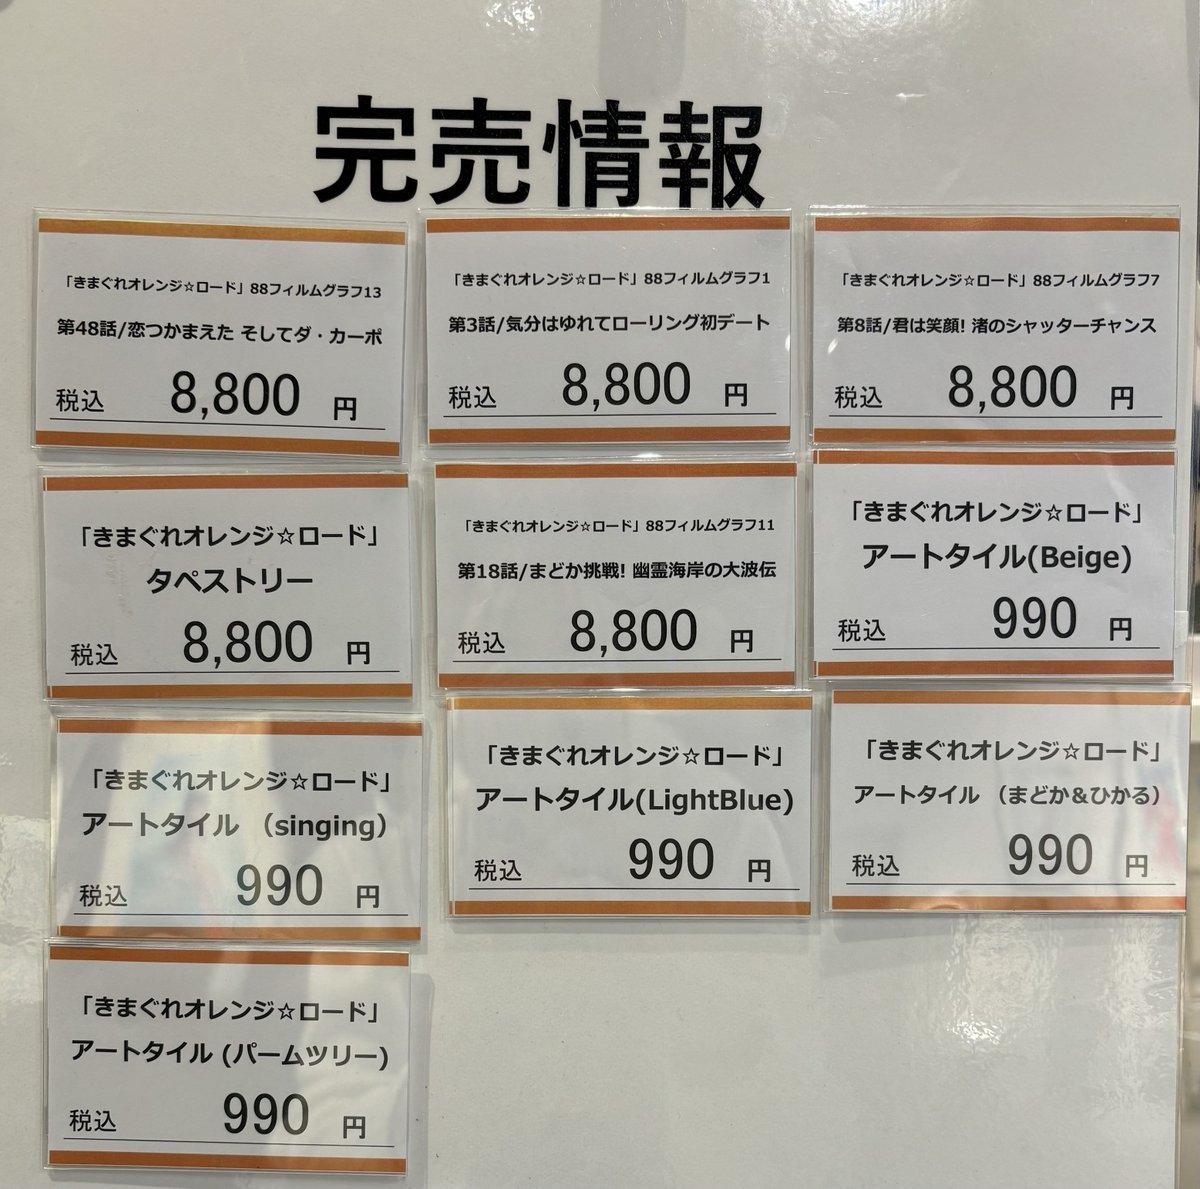 完売情報
「きまぐれオレンジ☆ロード」88フィルムグラフ13
第48話/恋つかまえた そしてダ・カーポ
税込 8,800 円
「きまぐれオレンジ☆ロード」88フィルムグラフ1
第3話/気分はゆれてローリング初デート
税込 8,800 円
「きまぐれオレンジ☆ロード」88フィルムグラフ7
第8話/君は笑顔! 渚のシャッターチャンス
税込 8,800 円
「きまぐれオレンジ☆ロード」
タペストリー
税込 8,800 円
「きまぐれオレンジ☆ロード」88フィルムグラフ11
第18話/まどか挑戦! 幽霊海岸の大波伝
税込 8,800 円
「きまぐれオレンジ☆ロード」
アートタイル(Beige)
税込 990 円
「きまぐれオレンジ☆ロード」
アートタイル （singing）
税込 990 円
「きまぐれオレンジ☆ロード」
アートタイル(LightBlue)
税込 990 円
「きまぐれオレンジ☆ロード」
アートタイル （まどか&ひかる）
税込 990 円
「きまぐれオレンジ☆ロード」
アートタイル (パームツリー)
税込 990 円